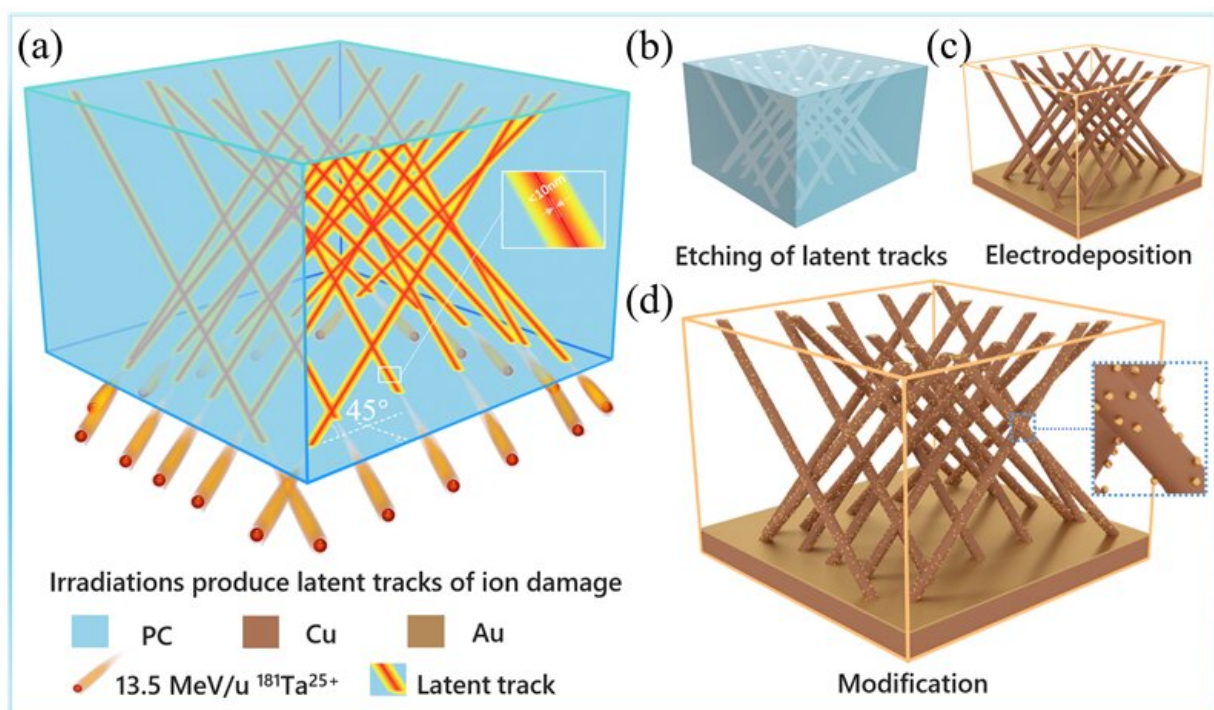 (a)
<10nm
45°
Irradiations produce latent tracks of ion damage
PC
Cu
Au
13.5 MeV/u ¹⁸¹Ta²⁵⁺
Latent track
(b)
Etching of latent tracks
(c)
Electrodeposition
(d)
Modification